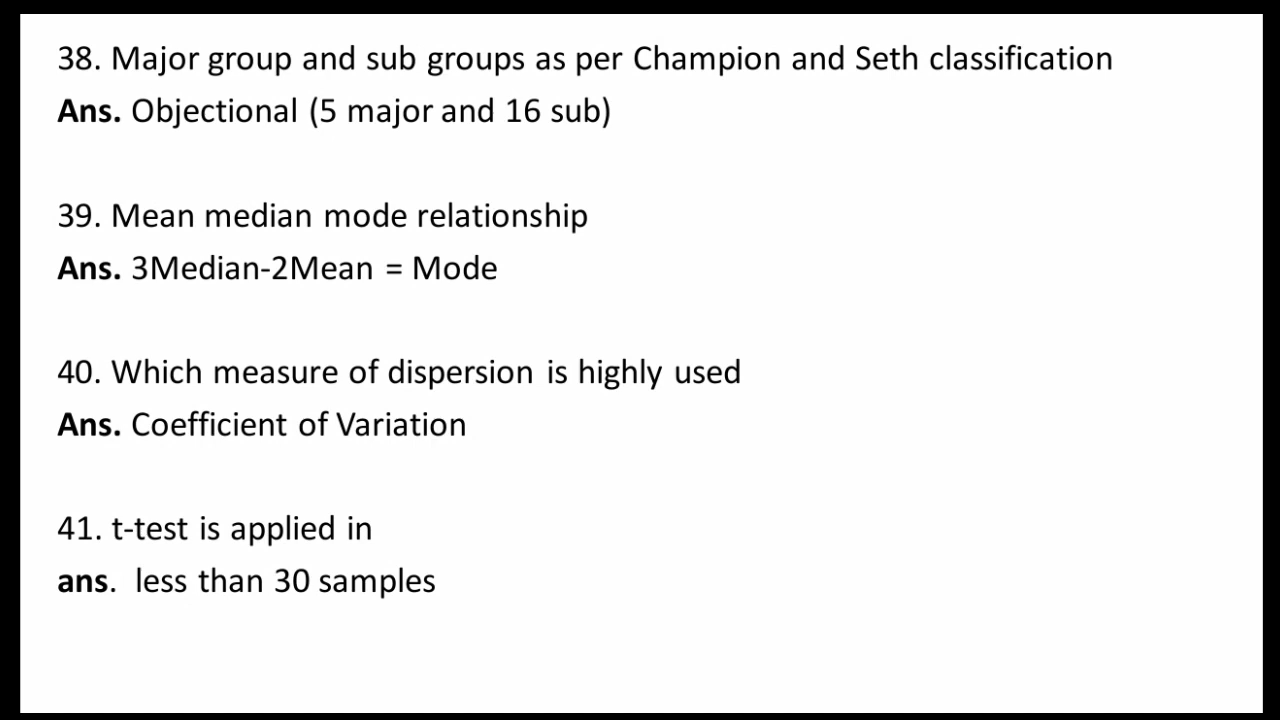 38. Major group and sub groups as per Champion and Seth classification
Ans. Objectional (5 major and 16 sub)
39. Mean median mode relationship
Ans. 3Median-2Mean = Mode
40. Which measure of dispersion is highly used
Ans. Coefficient of Variation
41. t-test is applied in
ans. less than 30 samples